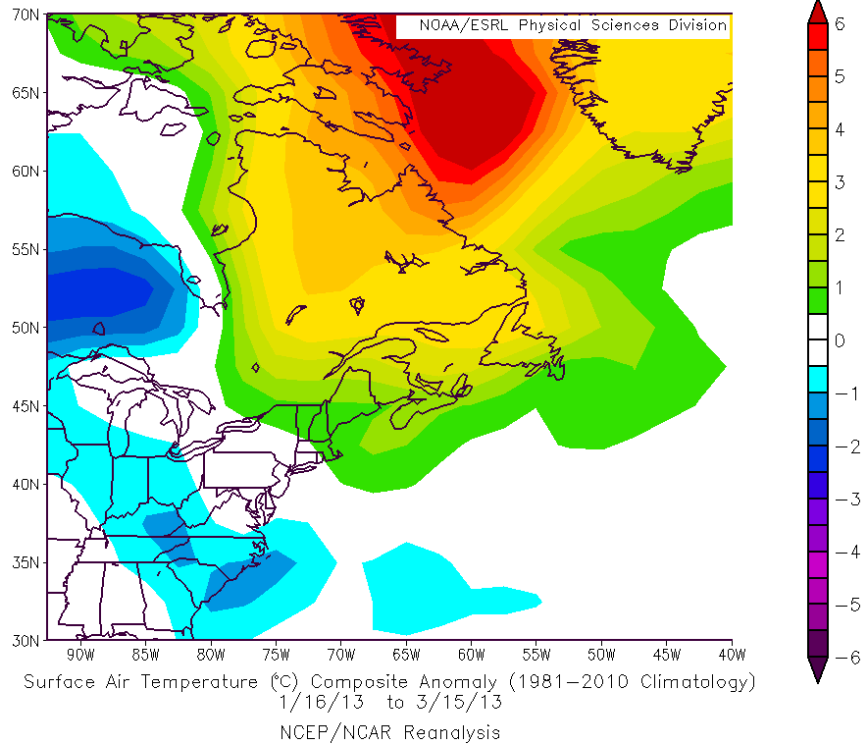 NOAA/ESRL Physical Sciences Division
70N
65N
60N
55N
50N
45N
40N
35N
30N
90W 85W 80W 75W 70W 65W 60W 55W 50W 45W 40W
6
5
4
3
2
1
0
−1
−2
−3
−4
−5
−6
Surface Air Temperature (°C) Composite Anomaly (1981−2010 Climatology)
1/16/13 to 3/15/13
NCEP/NCAR Reanalysis